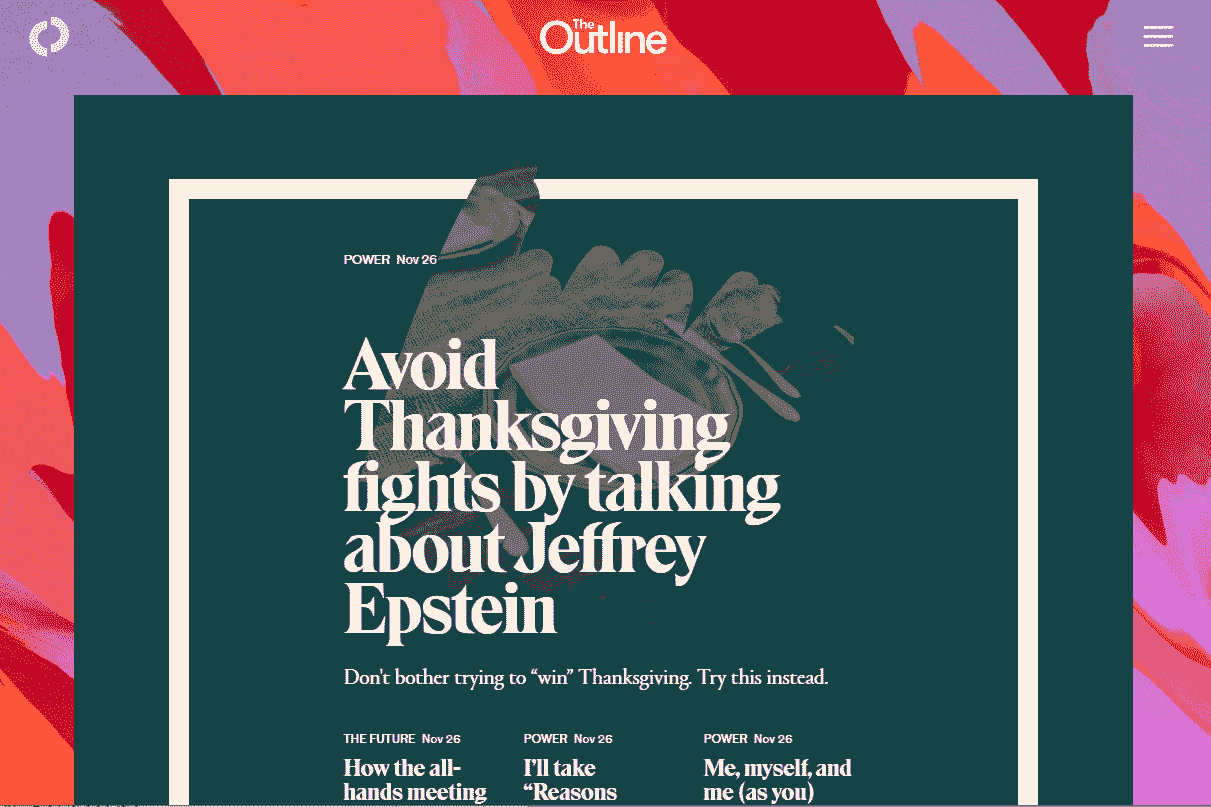 The
Outline
POWER Nov 26
Avoid
Thanksgiving
fights by talking
about Jeffrey
Epstein
Don't bother trying to “win” Thanksgiving. Try this instead.
THE FUTURE Nov 26
How the all-
hands meeting
POWER Nov 26
I’ll take
“Reasons
POWER Nov 26
Me, myself, and
me (as you)